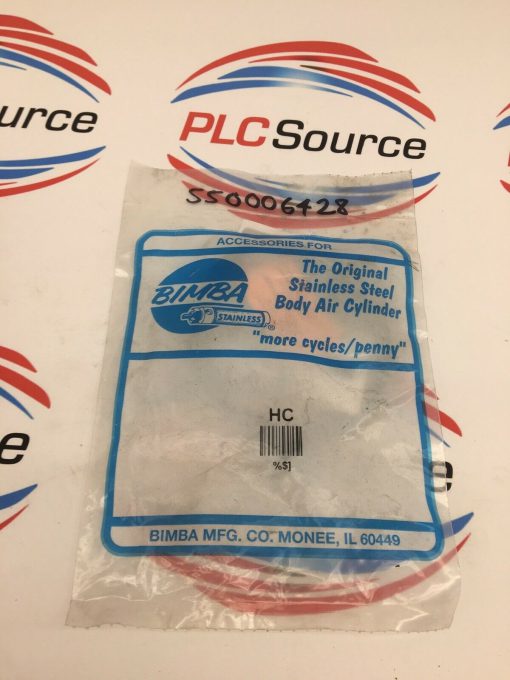 urce
PLCSource
550006428
ACCESSORIES FOR
BIMBA
STAINLESS
®
The Original
Stainless Steel
Body Air Cylinder
"more cycles/penny"
HC
%$]
BIMBA MFG. CO. MONEE, IL 60449
e